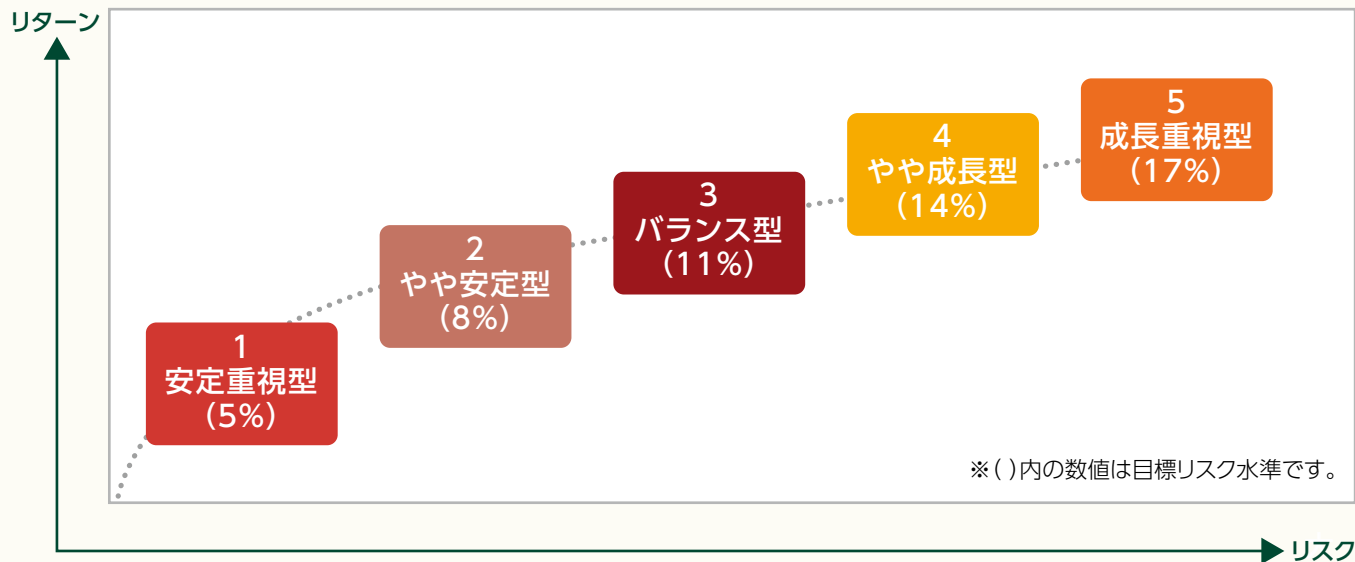 リターン
1
安定重視型
(5%)
2
やや安定型
(8%)
3
バランス型
(11%)
4
やや成長型
(14%)
5
成長重視型
(17%)
※( )内の数値は目標リスク水準です。
リスク